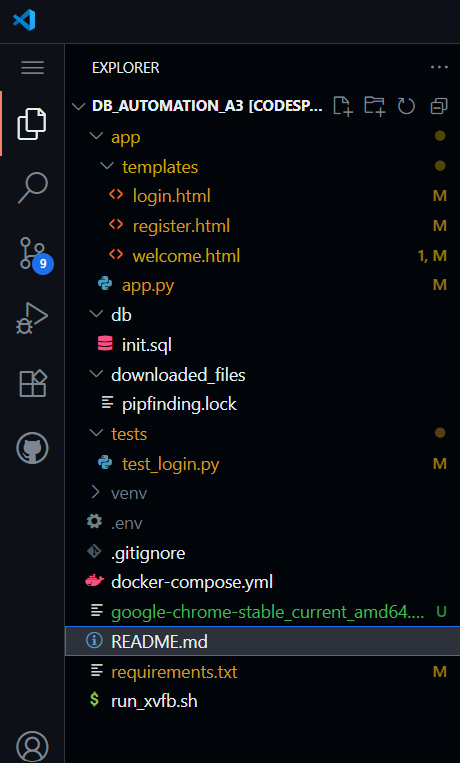 EXPLORER
DB_AUTOMATION_A3 [CODESP...
app
templates
login.html M
register.html M
welcome.html 1, M
app.py M
db
init.sql
downloaded_files
pipfinding.lock
tests
test_login.py M
venv
.env
.gitignore
docker-compose.yml
google-chrome-stable_current_amd64.... U
README.md
requirements.txt M
run_xvfb.sh
9